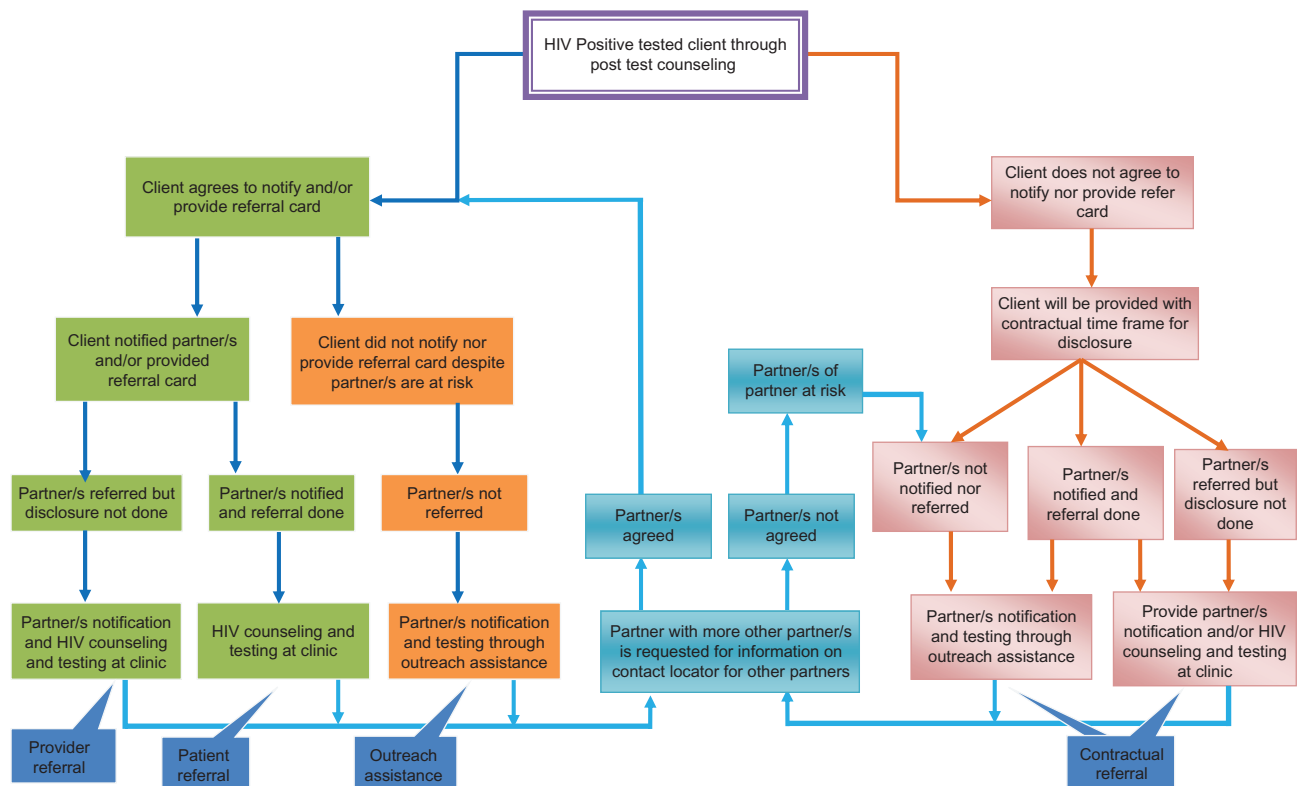 HIV Positive tested client through
post test counseling
Client agrees to notify and/or
provide referral card
Client does not agree to
notify nor provide refer
card
Client notified partner/s
and/or provided
referral card
Client did not notify nor
provide referral card despite
partner/s are at risk
Client will be provided with
contractual time frame for
disclosure
Partner/s of
partner at risk
Partner/s referred but
disclosure not done
Partner/s notified
and referral done
Partner/s not
referred
Partner/s
agreed
Partner/s not
agreed
Partner/s not
notified nor
referred
Partner/s
notified and
referral done
Partner/s
referred but
disclosure not
done
Partner/s notification
and HIV counseling
and testing at clinic
HIV counseling and
testing at clinic
Partner/s notification
and testing through
outreach assistance
Partner with more other partner/s
is requested for information on
contact locator for other partners
Partner/s notification
and testing through
outreach assistance
Provide partner/s
notification and/or HIV
counseling and testing
at clinic
Provider
referral
Patient
referral
Outreach
assistance
Contractual
referral